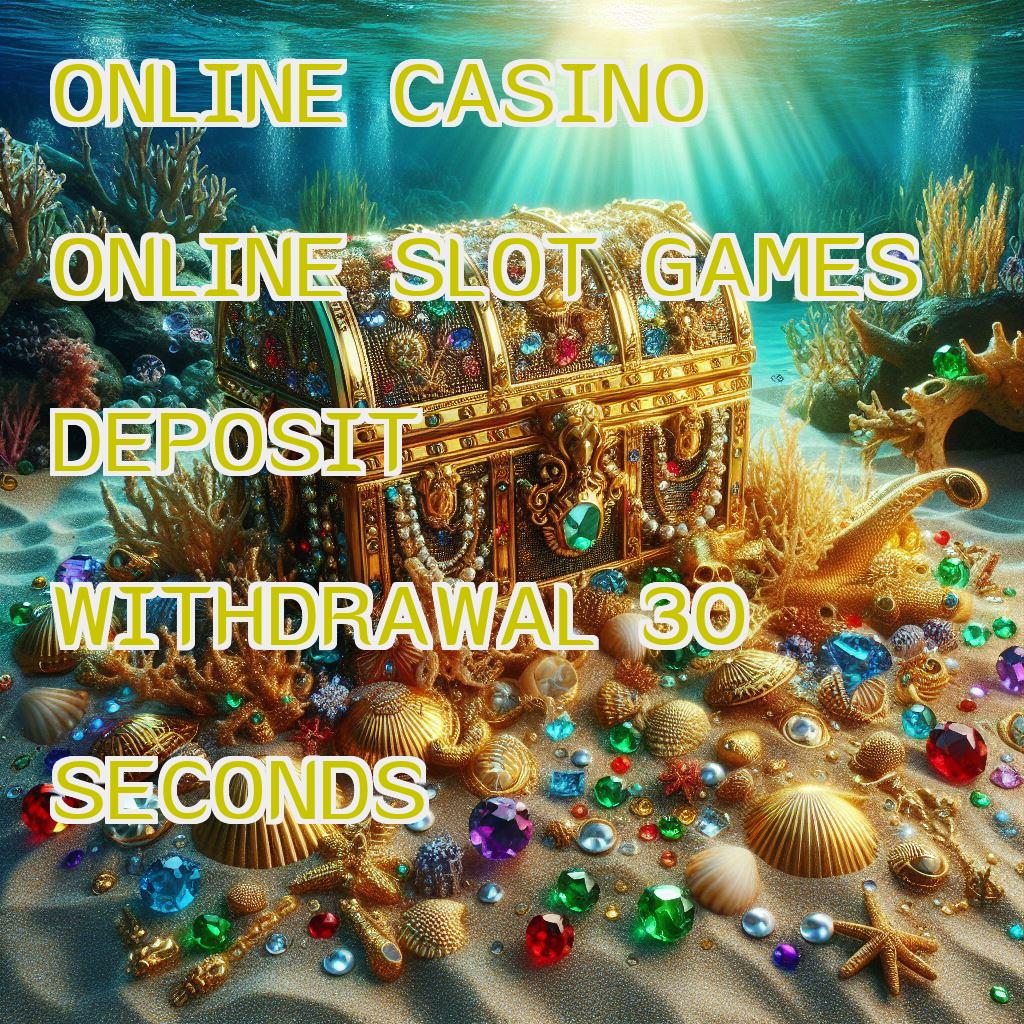 ONLINE CASINO
ONLINE SLOT GAMES
DEPOSIT
WITHDRAWAL 30
SECONDS